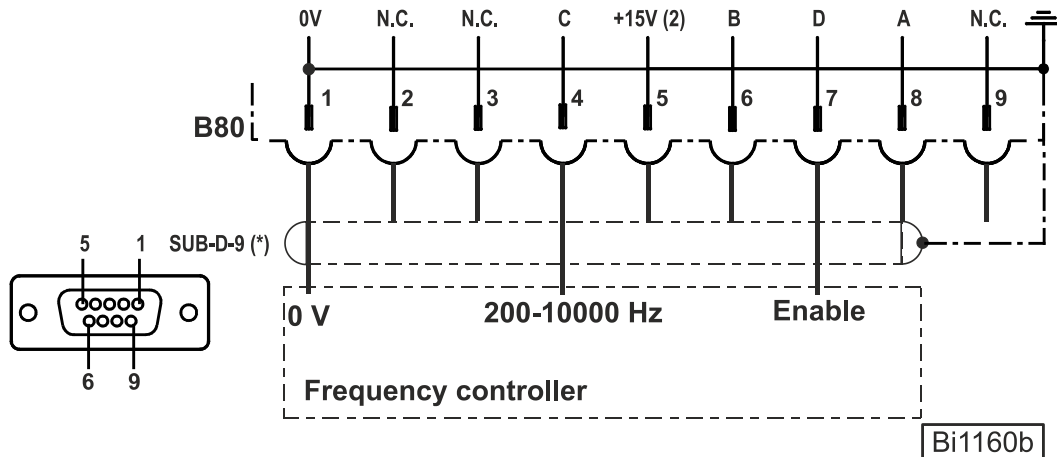 0V N.C. N.C. C +15V (2) B D A N.C.
1 2 3 4 5 6 7 8 9
B80
5 1 SUB-D-9 (*)
0 V 200-10000 Hz Enable
6 9
Frequency controller
Bi1160b